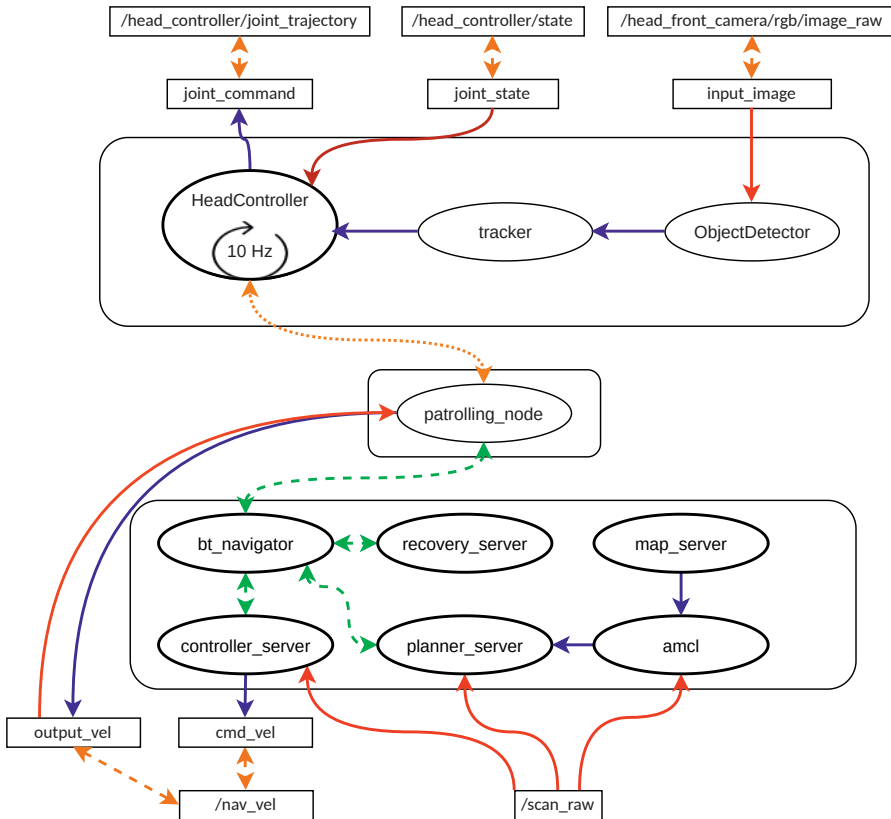 /head_controller/joint_trajectory
/head_controller/state
/head_front_camera/rgb/image_raw
joint_command
joint_state
input_image
HeadController
10 Hz
tracker
ObjectDetector
patrolling_node
bt_navigator
recovery_server
map_server
controller_server
planner_server
amcl
output_vel
cmd_vel
/nav_vel
/scan_raw